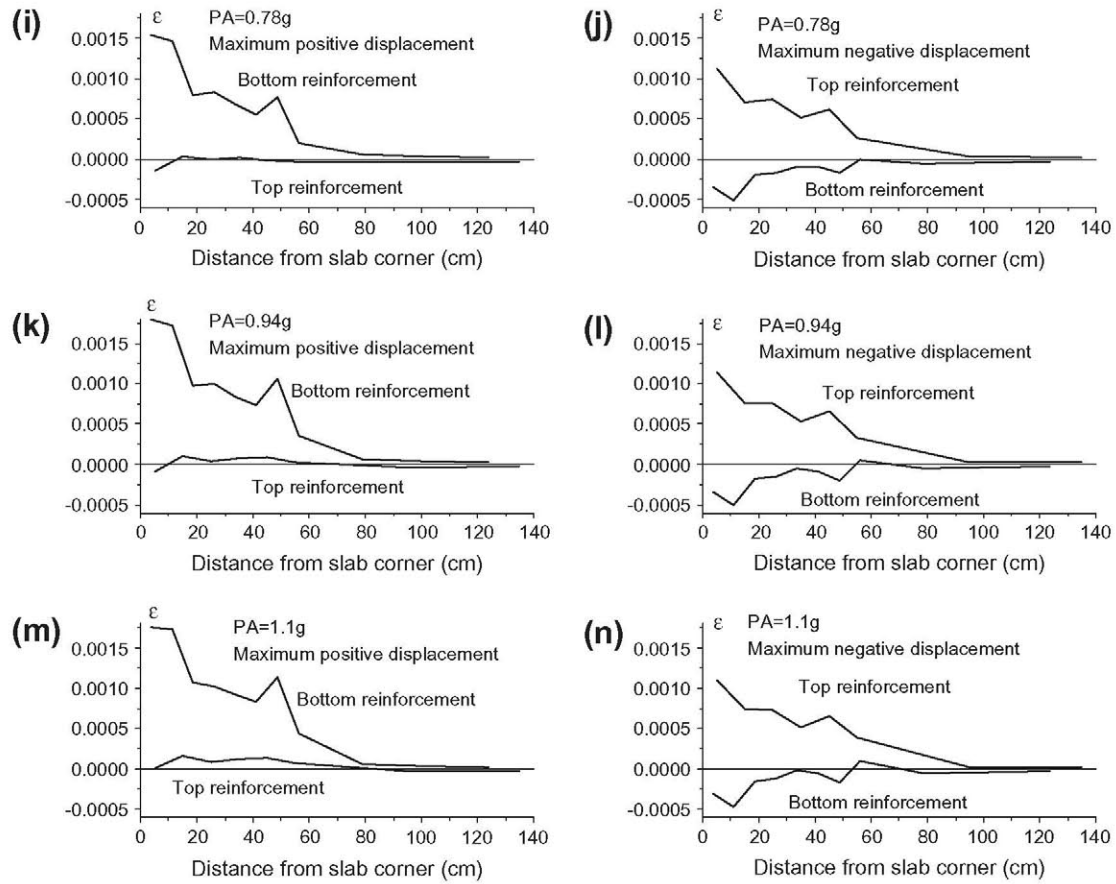 (i)
ε
PA=0.78g
Maximum positive displacement
Bottom reinforcement
Top reinforcement
0.0015
0.0010
0.0005
0.0000
-0.0005
0 20 40 60 80 100 120 140
Distance from slab corner (cm)
(j)
ε
PA=0.78g
Maximum negative displacement
Top reinforcement
Bottom reinforcement
0.0015
0.0010
0.0005
0.0000
-0.0005
0 20 40 60 80 100 120 140
Distance from slab corner (cm)
(k)
ε
PA=0.94g
Maximum positive displacement
Bottom reinforcement
Top reinforcement
0.0015
0.0010
0.0005
0.0000
-0.0005
0 20 40 60 80 100 120 140
Distance from slab corner (cm)
(l)
ε
PA=0.94g
Maximum negative displacement
Top reinforcement
Bottom reinforcement
0.0015
0.0010
0.0005
0.0000
-0.0005
0 20 40 60 80 100 120 140
Distance from slab corner (cm)
(m)
ε
PA=1.1g
Maximum positive displacement
Bottom reinforcement
Top reinforcement
0.0015
0.0010
0.0005
0.0000
-0.0005
0 20 40 60 80 100 120 140
Distance from slab corner (cm)
(n)
ε
PA=1.1g
Maximum negative displacement
Top reinforcement
Bottom reinforcement
0.0015
0.0010
0.0005
0.0000
-0.0005
0 20 40 60 80 100 120 140
Distance from slab corner (cm)